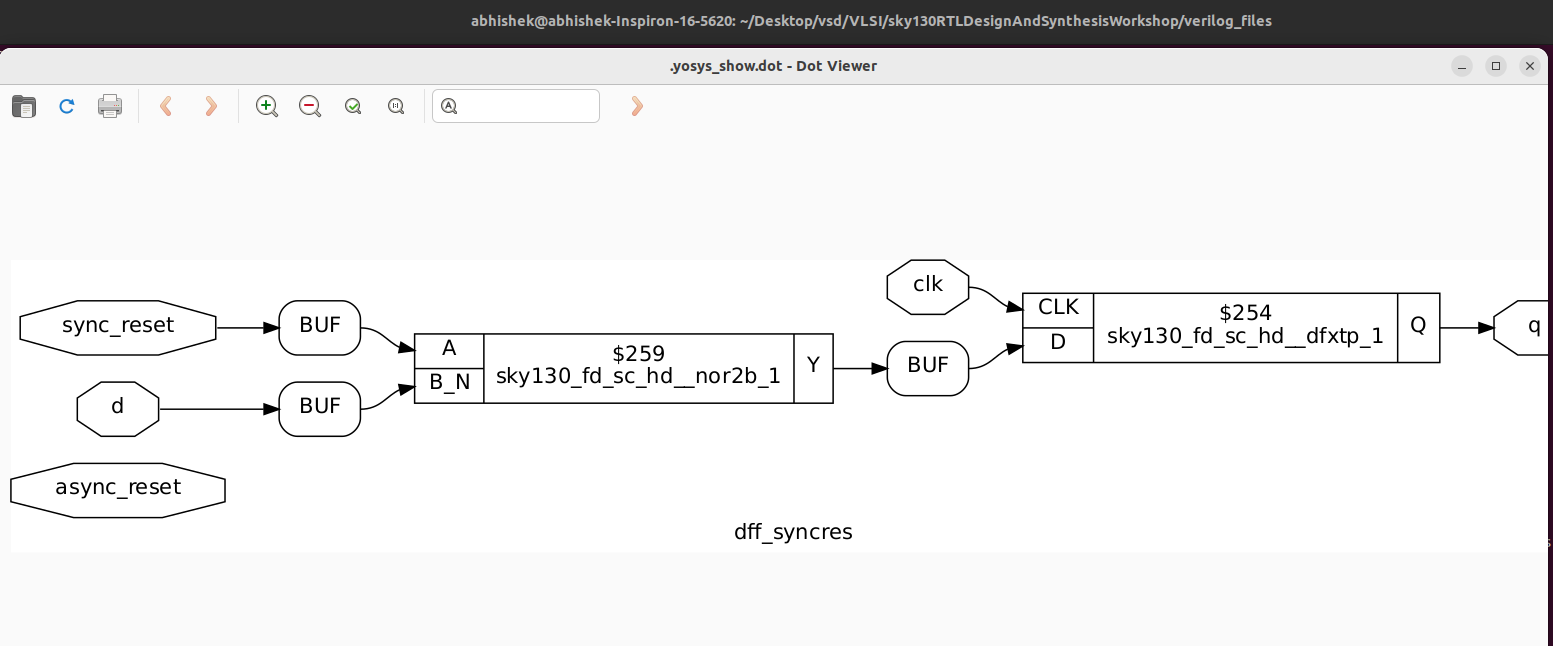 abhishek@abhishek-Inspiron-16-5620: ~/Desktop/vsd/VLSI/sky130RTLDesignAndSynthesisWorkshop/verilog_files
.yosys_show.dot - Dot Viewer
sync_reset
BUF
d
BUF
async_reset
A
B_N
$259
sky130_fd_sc_hd__nor2b_1
Y
clk
BUF
CLK
D
$254
sky130_fd_sc_hd__dfxtp_1
Q
q
dff_syncres